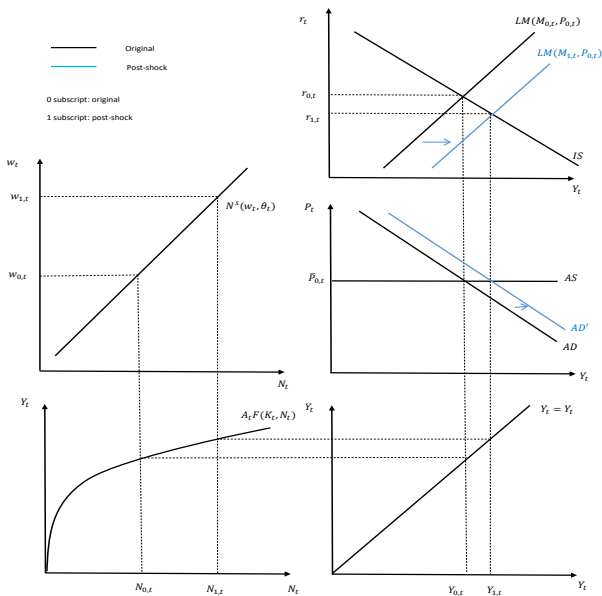 Original
Post-shock
0 subscript: original
1 subscript: post-shock
r_t
LM(M_{0,t}, P_{0,t})
LM(M_{1,t}, P_{0,t})
r_{0,t}
r_{1,t}
IS
Y_t
w_t
w_{1,t}
N^s(w_t, θ_t)
w_{0,t}
N_t
P_t
P̄_{0,t}
AS
AD'
AD
Y_t
Y_t
A_tF(K_t, N_t)
N_{0,t}
N_{1,t}
N_t
Y_t
Y_t = Y_t
Y_{0,t}
Y_{1,t}
Y_t